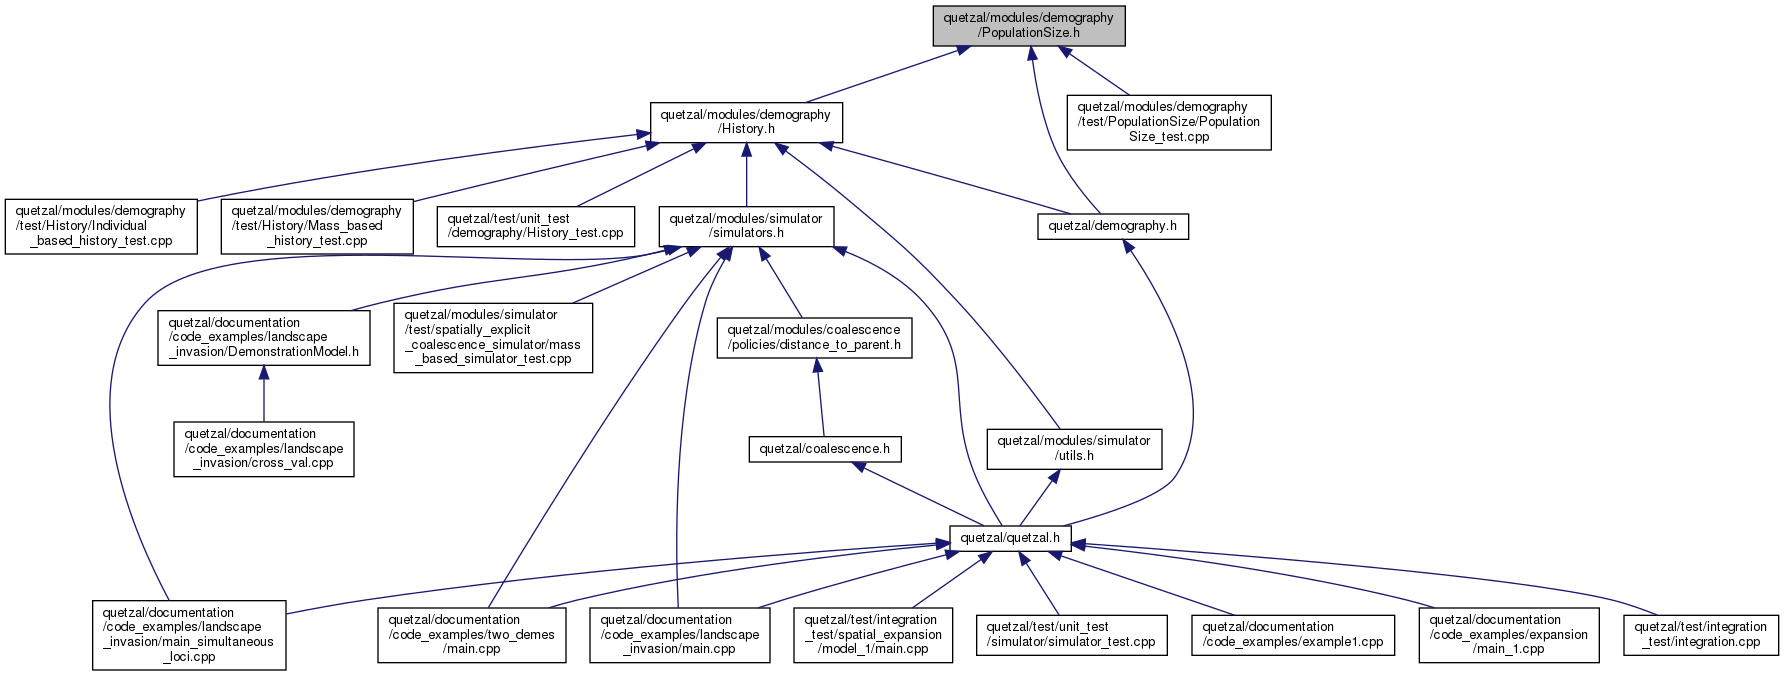 quetzal/modules/demography
/PopulationSize.h
quetzal/modules/demography
/test/PopulationSize/Population
Size_test.cpp
quetzal/modules/demography
/History.h
quetzal/modules/demography
/test/History/Individual
_based_history_test.cpp
quetzal/modules/demography
/test/History/Mass_based
_history_test.cpp
quetzal/test/unit_test
/demography/History_test.cpp
quetzal/modules/simulator
/simulators.h
quetzal/demography.h
quetzal/documentation
/code_examples/landscape
_invasion/DemonstrationModel.h
quetzal/modules/simulator
/test/spatially_explicit
_coalescence_simulator/mass
_based_simulator_test.cpp
quetzal/modules/coalescence
/policies/distance_to_parent.h
quetzal/documentation
/code_examples/landscape
_invasion/cross_val.cpp
quetzal/coalescence.h
quetzal/modules/simulator
/utils.h
quetzal/quetzal.h
quetzal/documentation
/code_examples/landscape
_invasion/main_simultaneous
_loci.cpp
quetzal/documentation
/code_examples/two_demes
/main.cpp
quetzal/documentation
/code_examples/landscape
_invasion/main.cpp
quetzal/test/integration
_test/spatial_expansion
/model_1/main.cpp
quetzal/test/unit_test
/simulator/simulator_test.cpp
quetzal/documentation
/code_examples/example1.cpp
quetzal/documentation
/code_examples/expansion
/main_1.cpp
quetzal/test/integration
_test/integration.cpp